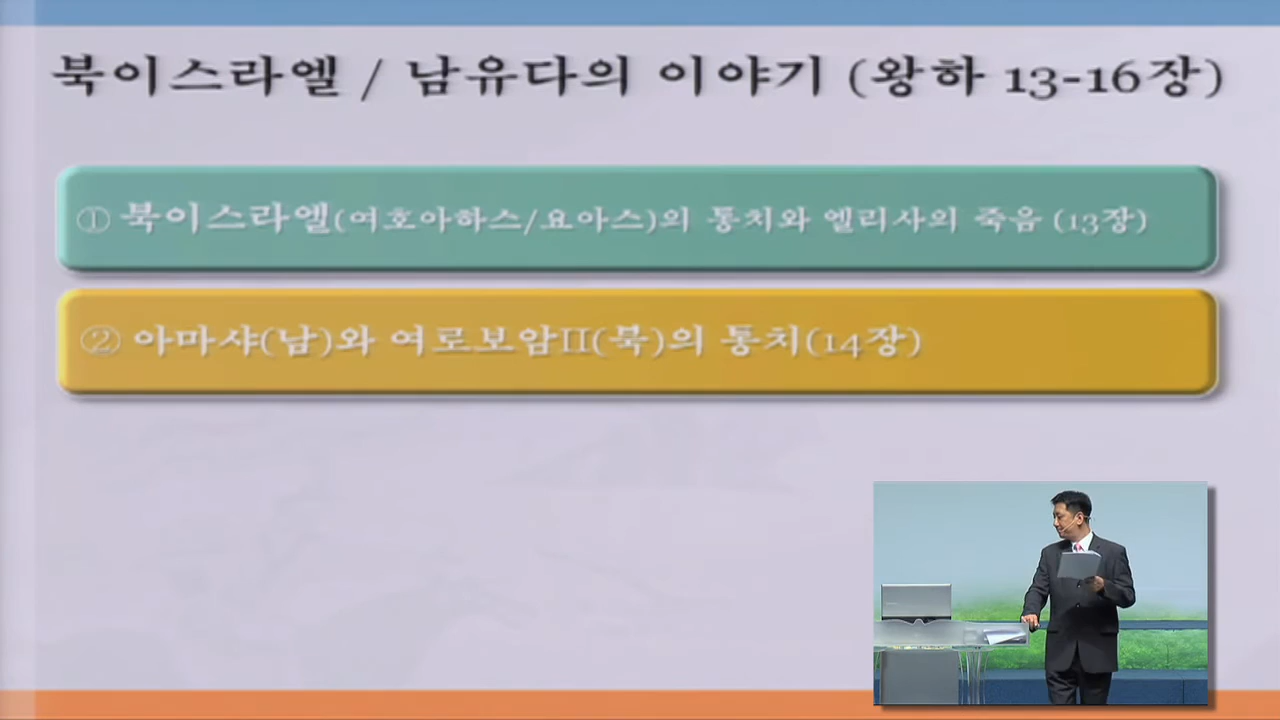 북이스라엘 / 남유다의 이야기 (왕하 13-16장)
① 북이스라엘(여호아하스/요아스)의 통치와 엘리사의 죽음 (13장)
② 아마샤(남)와 여로보암Ⅱ(북)의 통치(14장)